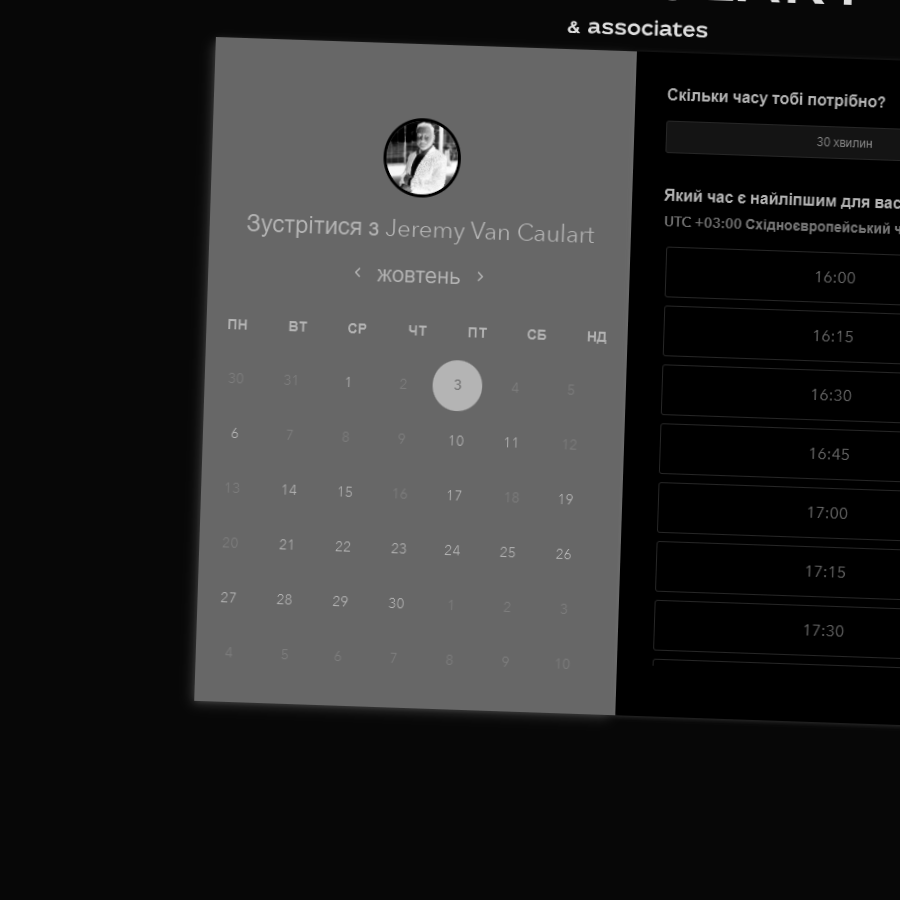 & associates
Зустрітися з Jeremy Van Caulart
жовтень
ПН ВТ СР ЧТ ПТ СБ НД
30 31 1 2 3 4 5
6 7 8 9 10 11 12
13 14 15 16 17 18 19
20 21 22 23 24 25 26
27 28 29 30 1 2 3
4 5 6 7 8 9 10
Скільки часу тобі потрібно?
30 хвилин
Який час є найліпшим для вас
UTC +03:00 Східноєвропейський
16:00
16:15
16:30
16:45
17:00
17:15
17:30